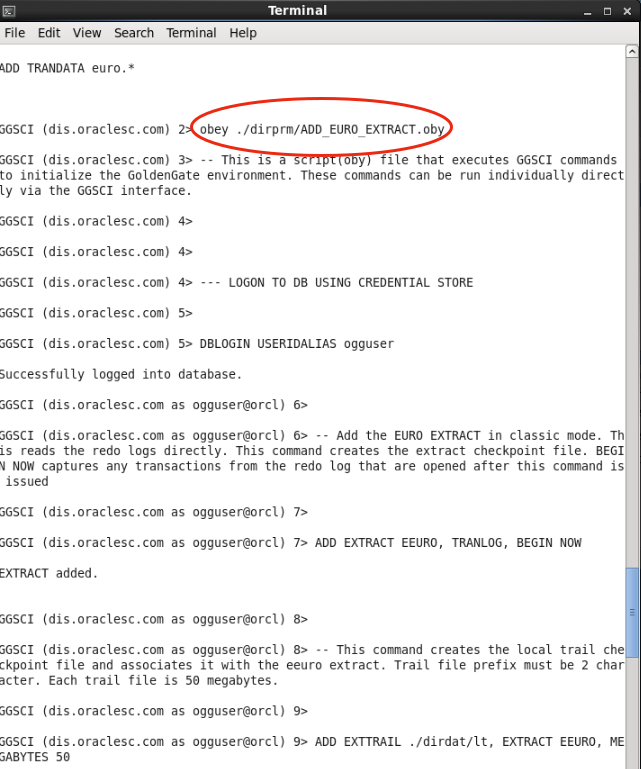 Terminal
File Edit View Search Terminal Help
ADD TRANDATA euro.*
GGSCI (dis.oraclesc.com) 2> obey ./dirprm/ADD_EURO_EXTRACT.oby
GGSCI (dis.oraclesc.com) 3> -- This is a script(oby) file that executes GGSCI commands
to initialize the GoldenGate environment. These commands can be run individually direct
ly via the GGSCI interface.
GGSCI (dis.oraclesc.com) 4>
GGSCI (dis.oraclesc.com) 4>
GGSCI (dis.oraclesc.com) 4> --- LOGON TO DB USING CREDENTIAL STORE
GGSCI (dis.oraclesc.com) 5>
GGSCI (dis.oraclesc.com) 5> DBLOGIN USERIDALIAS ogguser
Successfully logged into database.
GGSCI (dis.oraclesc.com as ogguser@orcl) 6>
GGSCI (dis.oraclesc.com as ogguser@orcl) 6> -- Add the EURO EXTRACT in classic mode. Th
is reads the redo logs directly. This command creates the extract checkpoint file. BEGI
N NOW captures any transactions from the redo log that are opened after this command is
issued
GGSCI (dis.oraclesc.com as ogguser@orcl) 7>
GGSCI (dis.oraclesc.com as ogguser@orcl) 7> ADD EXTRACT EEURO, TRANLOG, BEGIN NOW
EXTRACT added.
GGSCI (dis.oraclesc.com as ogguser@orcl) 8>
GGSCI (dis.oraclesc.com as ogguser@orcl) 8> -- This command creates the local trail che
ckpoint file and associates it with the eeuro extract. Trail file prefix must be 2 char
acter. Each trail file is 50 megabytes.
GGSCI (dis.oraclesc.com as ogguser@orcl) 9>
GGSCI (dis.oraclesc.com as ogguser@orcl) 9> ADD EXTTRAIL ./dirdat/lt, EXTRACT EEURO, ME
GABYTES 50